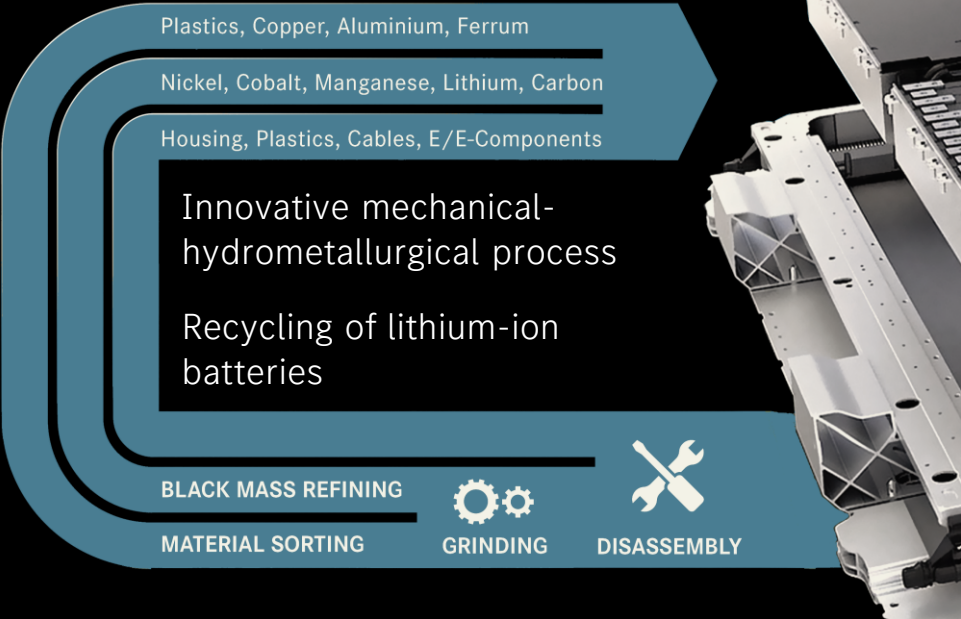 Plastics, Copper, Aluminium, Ferrum
Nickel, Cobalt, Manganese, Lithium, Carbon
Housing, Plastics, Cables, E/E-Components
Innovative mechanical-
hydrometallurgical process
Recycling of lithium-ion
batteries
BLACK MASS REFINING
MATERIAL SORTING
GRINDING
DISASSEMBLY